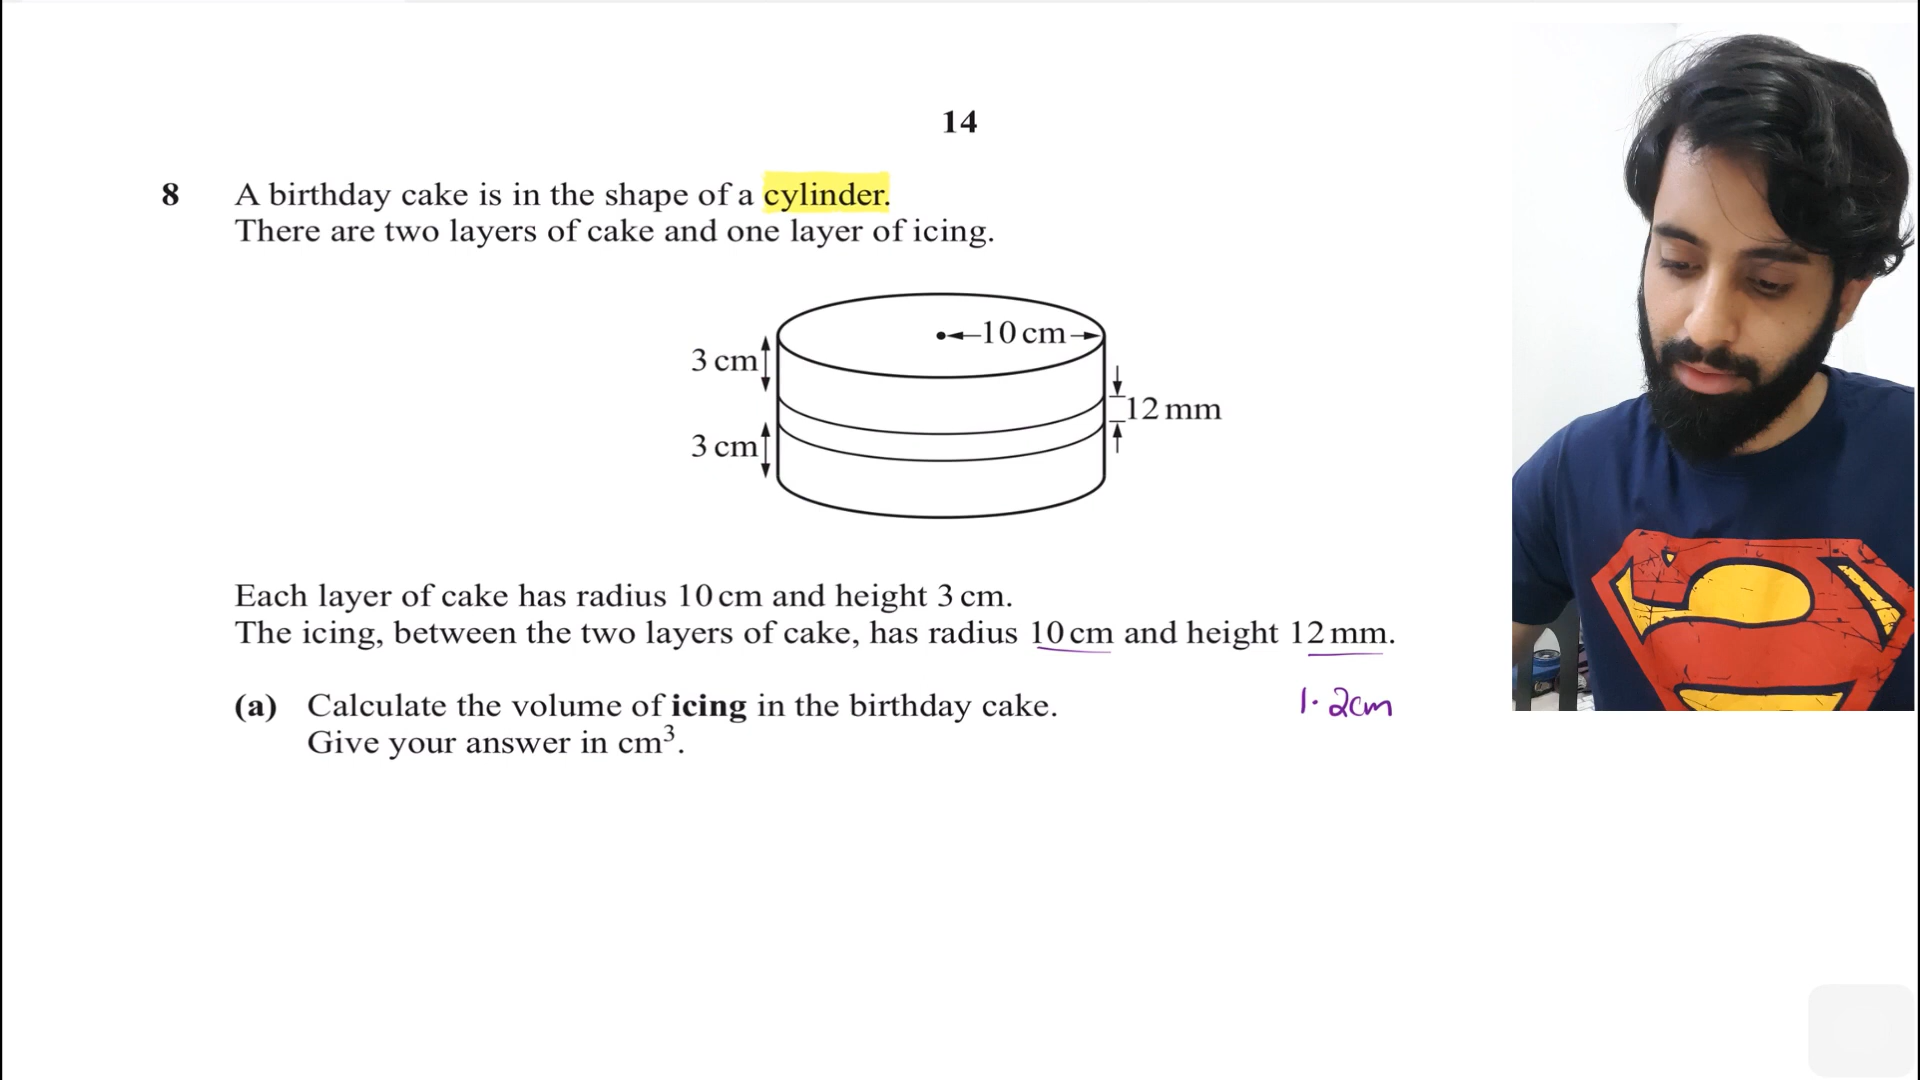 14
8 A birthday cake is in the shape of a cylinder.
There are two layers of cake and one layer of icing.
10 cm
3 cm
12 mm
3 cm
Each layer of cake has radius 10 cm and height 3 cm.
The icing, between the two layers of cake, has radius 10 cm and height 12 mm.
(a) Calculate the volume of icing in the birthday cake.
1.2cm
Give your answer in cm³.